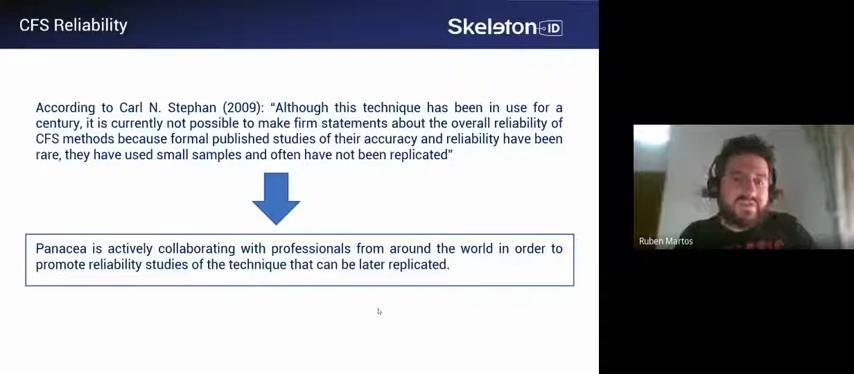 CFS Reliability
Skeleton ID
According to Carl N. Stephan (2009): “Although this technique has been in use for a
century, it is currently not possible to make firm statements about the overall reliability of
CFS methods because formal published studies of their accuracy and reliability have been
rare, they have used small samples and often have not been replicated”
Panacea is actively collaborating with professionals from around the world in order to
promote reliability studies of the technique that can be later replicated.
Ruben Martos